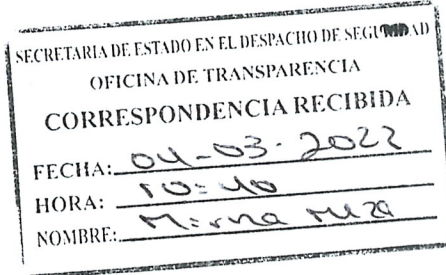 SECRETARIA DE ESTADO EN EL DESPACHO DE SEGURIDAD
OFICINA DE TRANSPARENCIA
CORRESPONDENCIA RECIBIDA
FECHA: 04-03-2022
HORA: 10:40
NOMBRE: Mirna